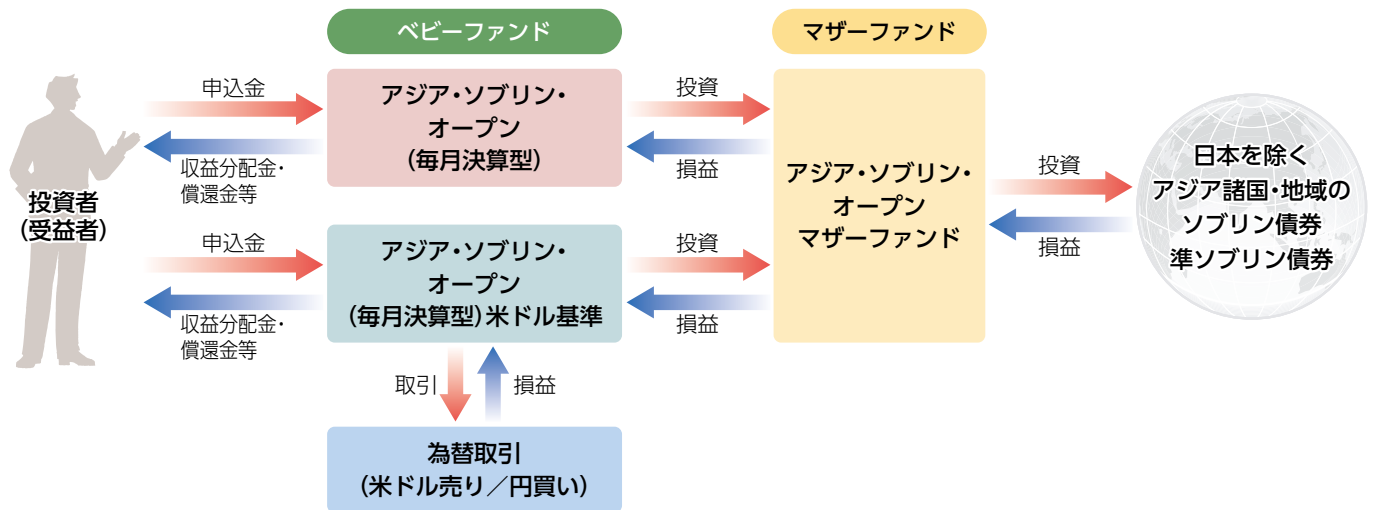 ベビーファンド
マザーファンド
投資者
（受益者）
申込金
収益分配金・
償還金等
アジア・ソブリン・
オープン
（毎月決算型）
投資
損益
申込金
収益分配金・
償還金等
アジア・ソブリン・
オープン
（毎月決算型）米ドル基準
投資
損益
アジア・ソブリン・
オープン
マザーファンド
投資
損益
日本を除く
アジア諸国・地域の
ソブリン債券
準ソブリン債券
取引
損益
為替取引
（米ドル売り／円買い）